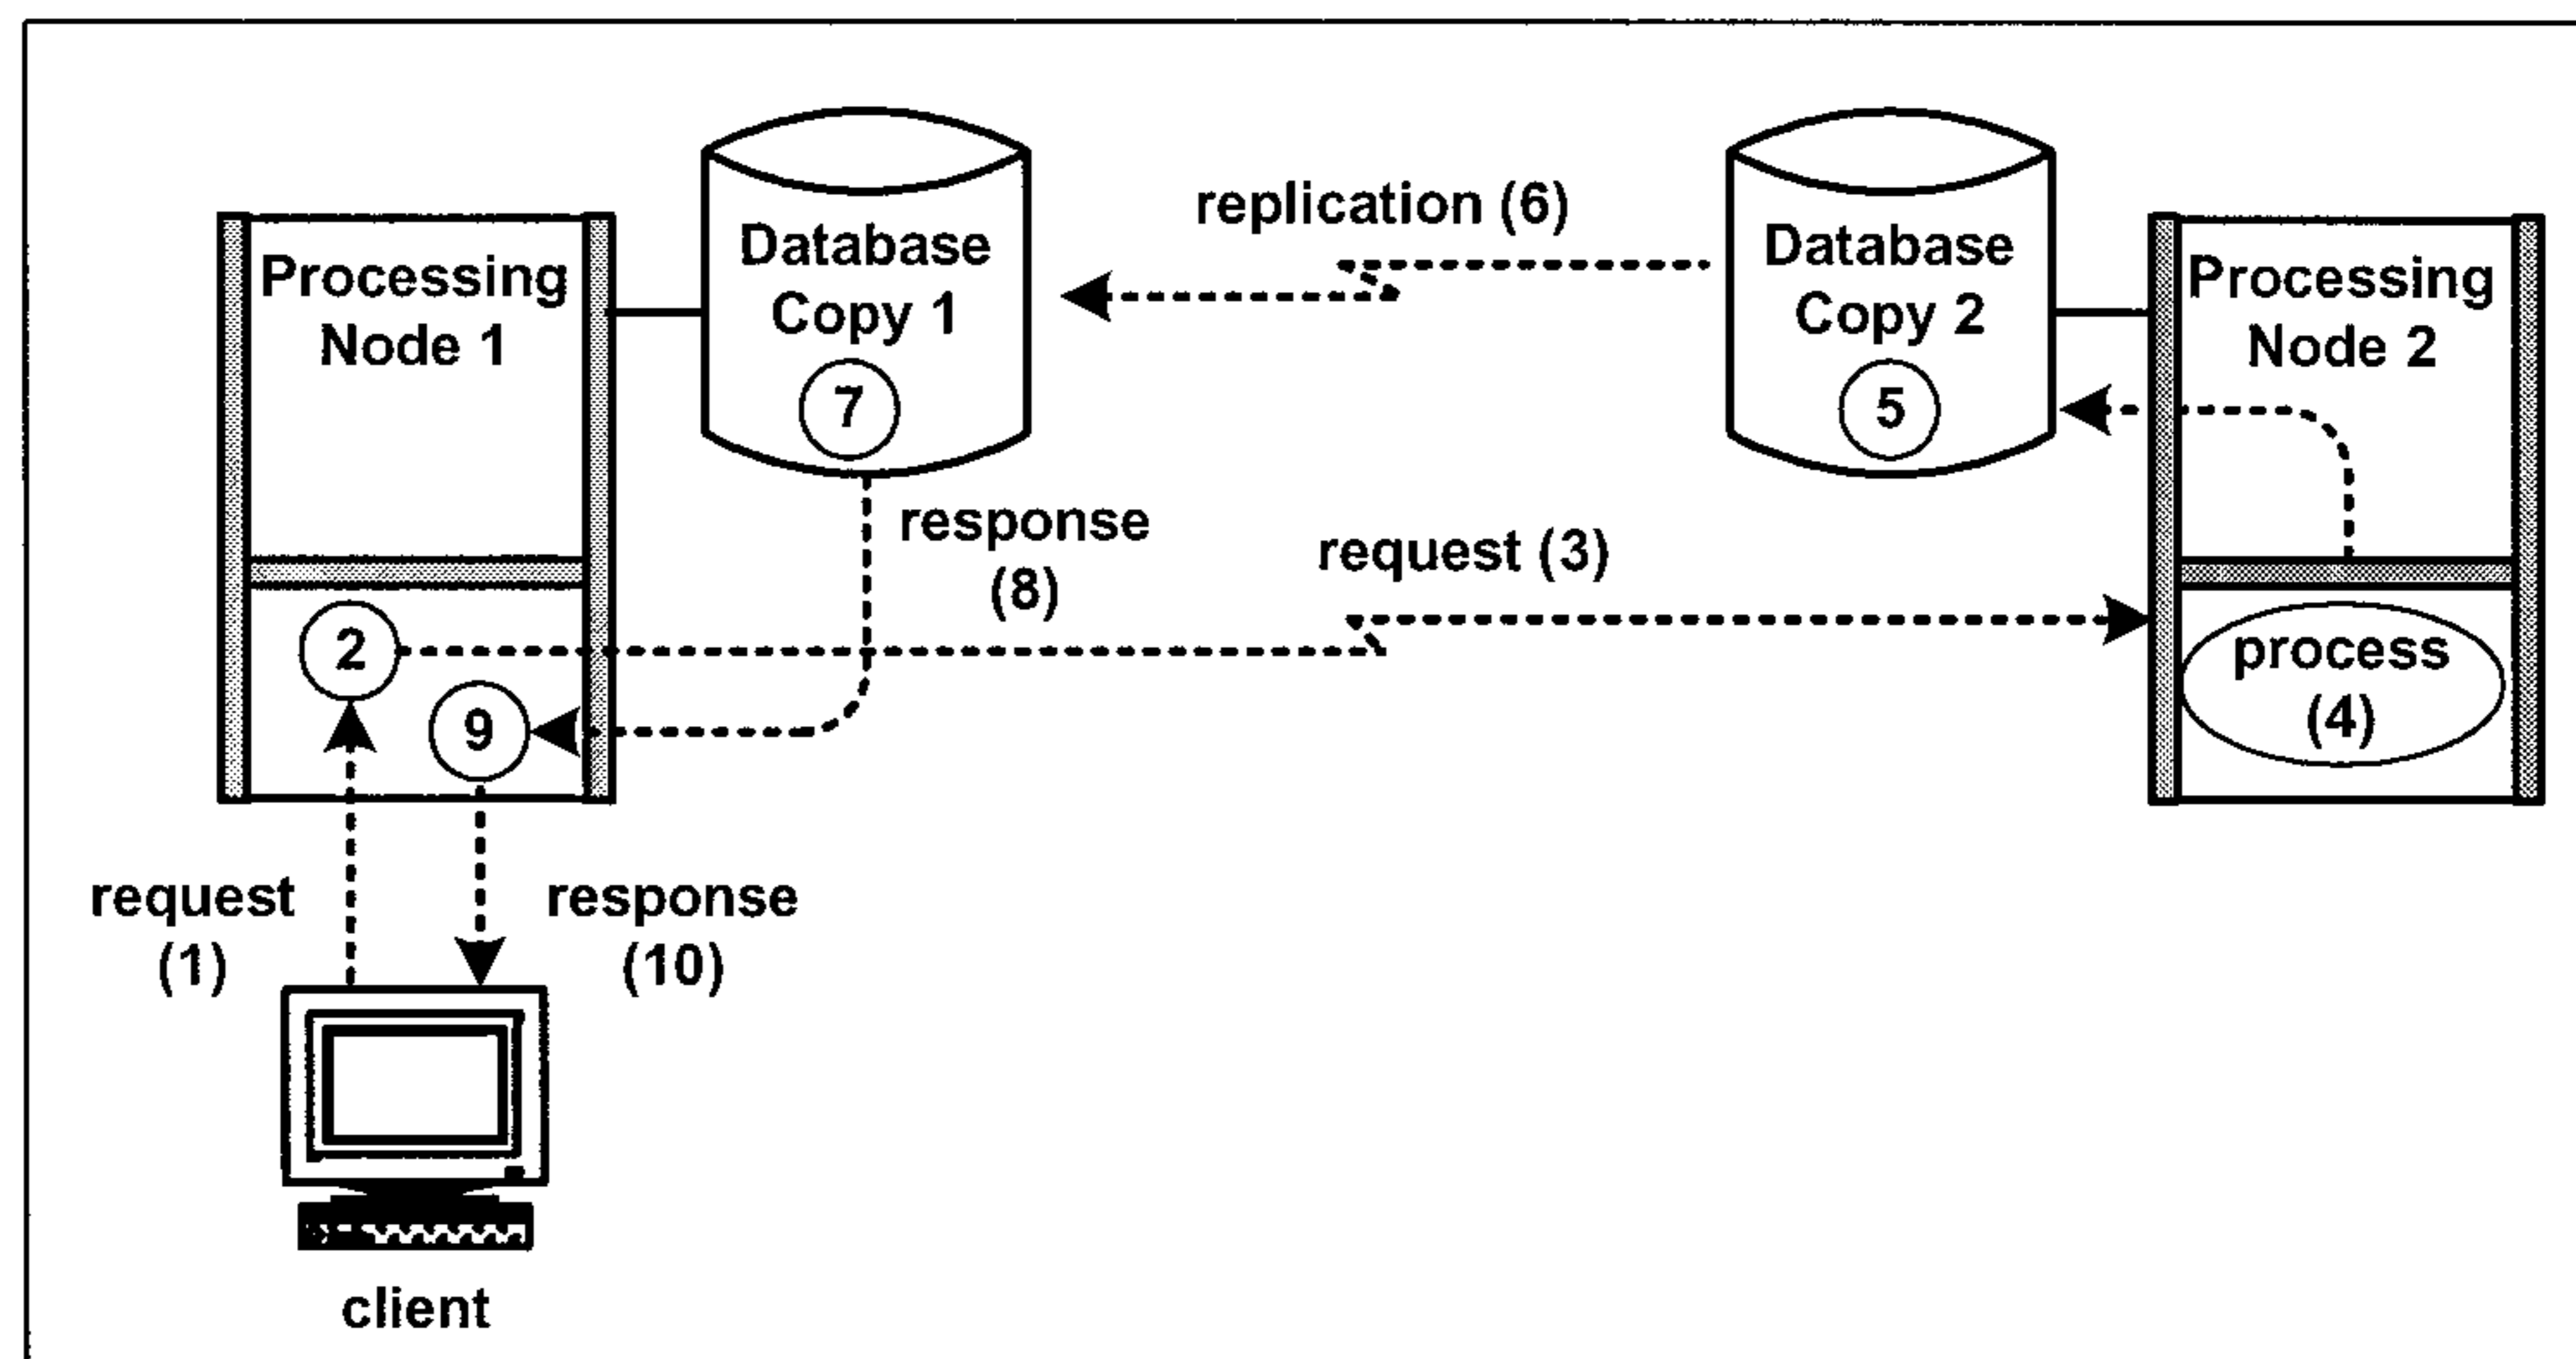 replication (6)
Database
Copy 1
7
Database
Copy 2
5
Processing
Node 1
Processing
Node 2
response
(8)
request (3)
2
9
process
(4)
request
(1)
response
(10)
client